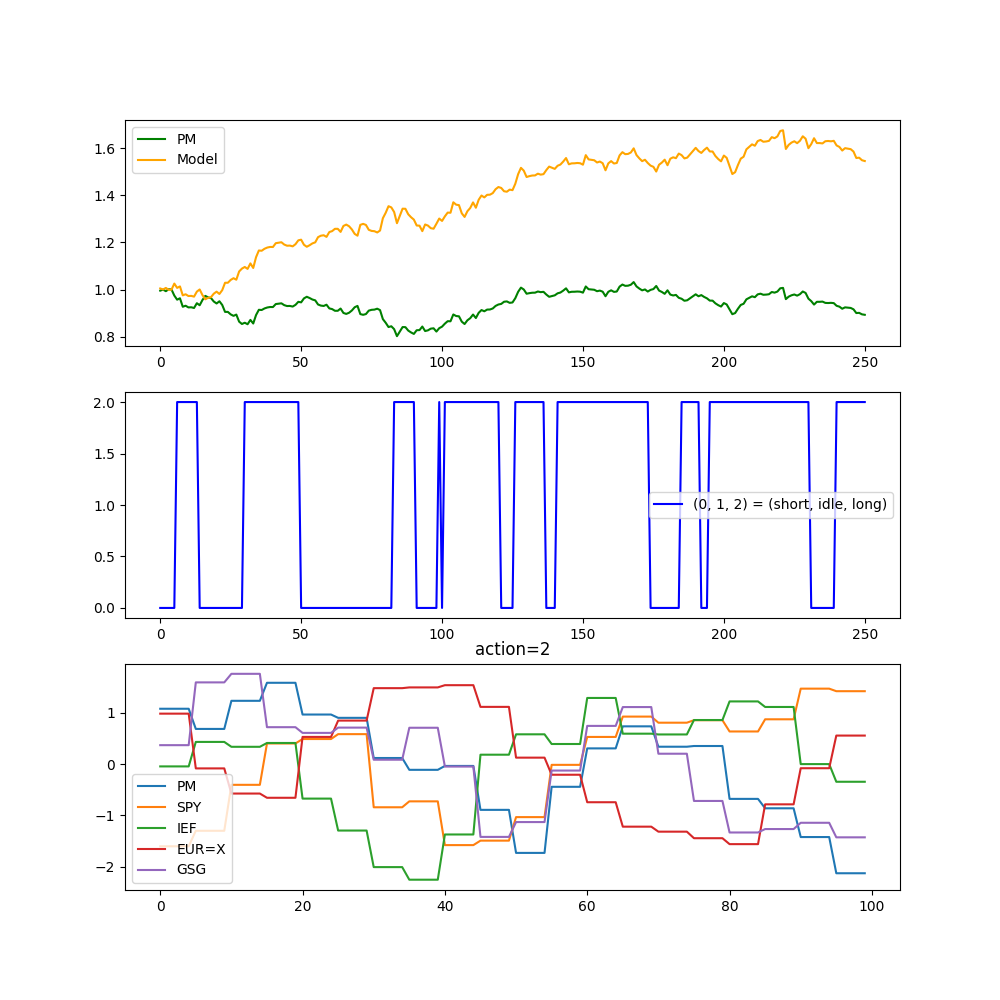 PM
Model
1.6
1.4
1.2
1.0
0.8
0 50 100 150 200 250
2.0
1.5
1.0
0.5
0.0
(0, 1, 2) = (short, idle, long)
0 50 100 150 200 250
action=2
1
0
−1
−2
PM
SPY
IEF
EUR=X
GSG
0 20 40 60 80 100